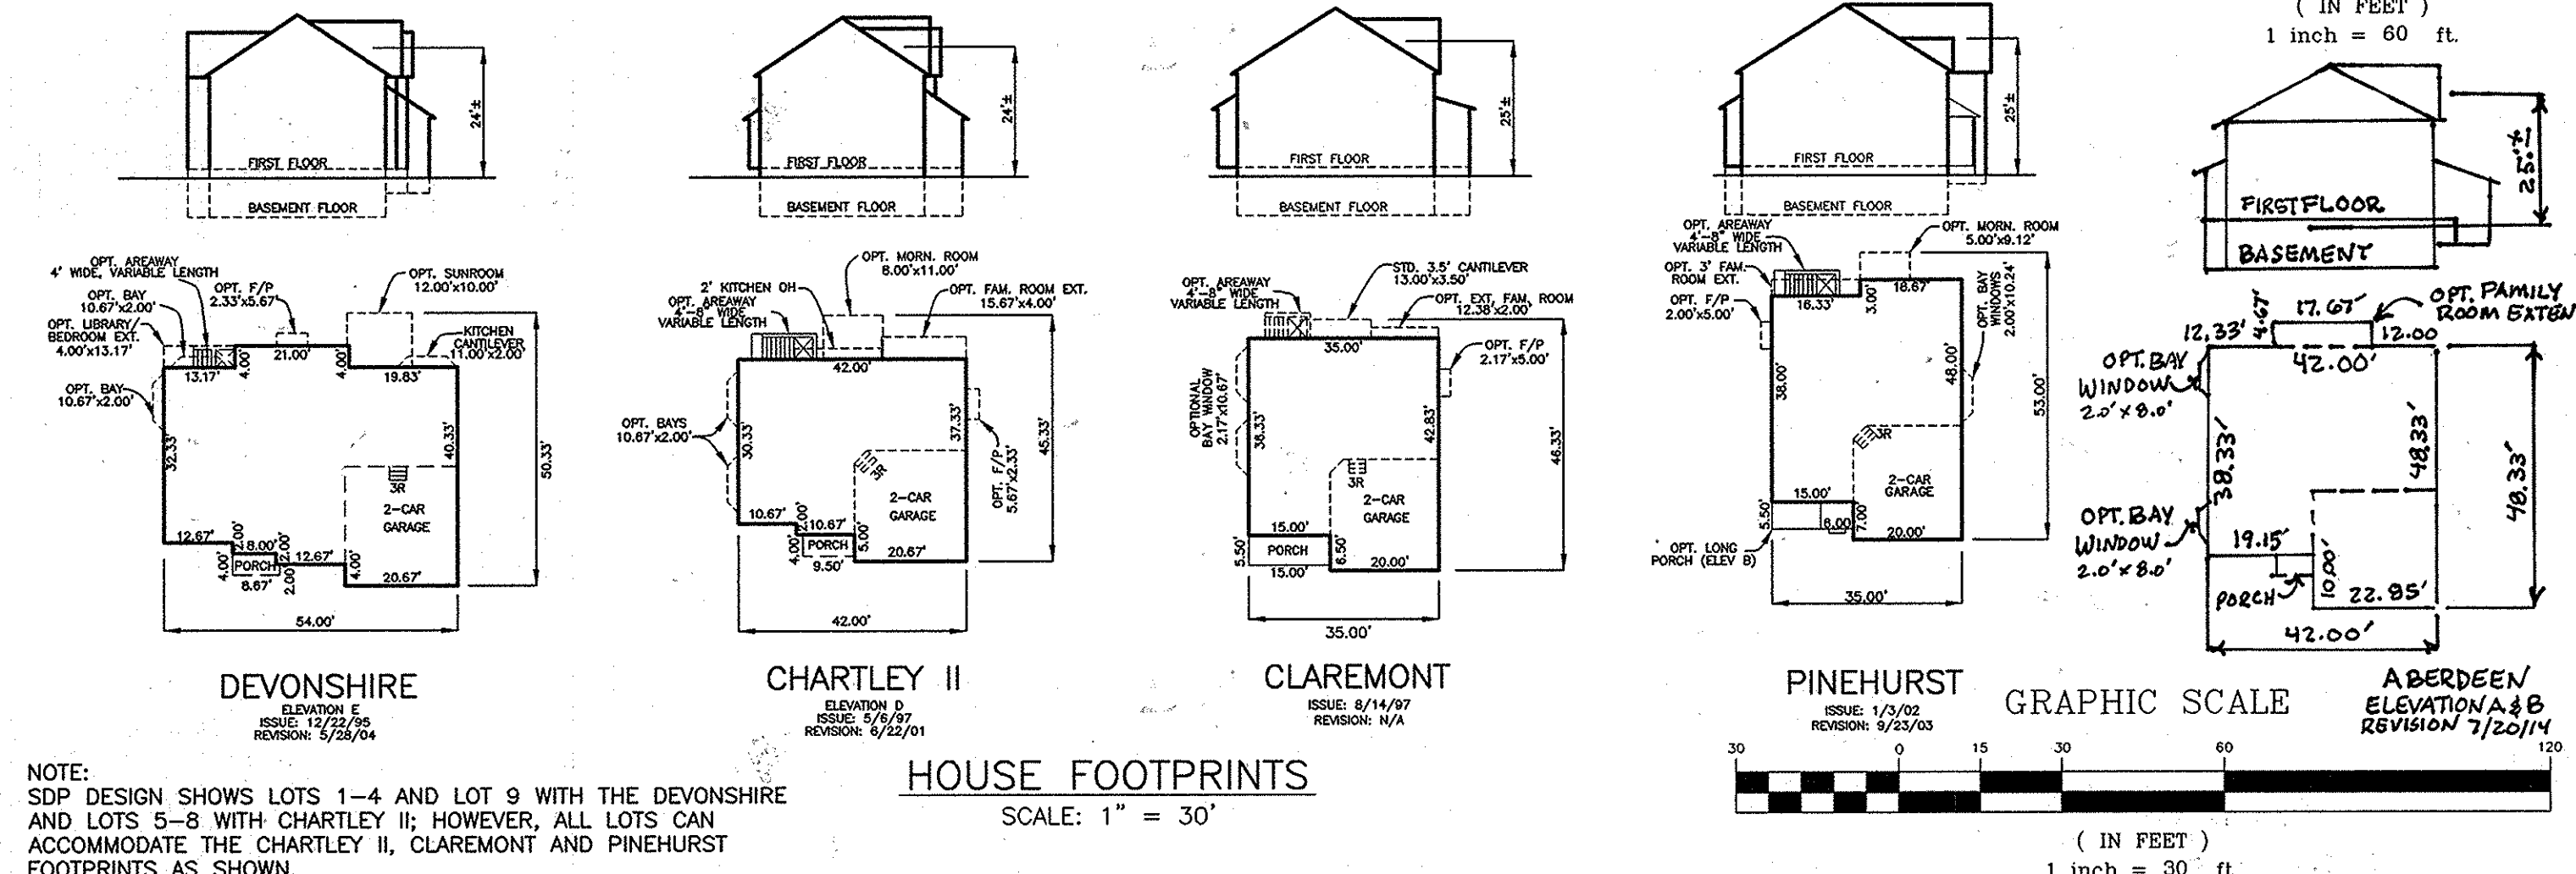 ( IN FEET )
1 inch = 60 ft.
24'±
FIRST FLOOR
BASEMENT FLOOR
OPT. AREAWAY
4' WIDE, VARIABLE LENGTH
OPT. BAY
10.67'x2.00'
OPT. LIBRARY/
BEDROOM EXT.
4.00'x13.17'
OPT. BAY
10.67'x2.00'
OPT. F/P
2.33'x5.67'
OPT. SUNROOM
12.00'x10.00'
KITCHEN
CANTILEVER
11.00'x2.00'
13.17'
4.00'
21.00'
4.00'
19.83'
32.33'
40.33'
50.33'
3R
2-CAR
GARAGE
12.67'
2.00'
8.00'
2.00'
12.67'
4.00'
PORCH
8.67'
2.00'
4.00'
20.67'
54.00'
DEVONSHIRE
ELEVATION E
ISSUE: 12/22/95
REVISION: 5/28/04
24'±
FIRST FLOOR
BASEMENT FLOOR
OPT. MORN. ROOM
8.00'x11.00'
2' KITCHEN OH
OPT. AREAWAY
4'-8" WIDE
VARIABLE LENGTH
OPT. FAM. ROOM EXT.
15.67'x4.00'
42.00'
OPT. BAYS
10.67'x2.00'
30.33'
37.33'
45.33'
OPT. F/P
5.67'x2.33'
3R
2-CAR
GARAGE
10.67'
2.00'
10.67'
4.00'
PORCH
5.00'
9.50'
20.67'
42.00'
CHARTLEY II
ELEVATION D
ISSUE: 5/6/97
REVISION: 6/22/01
25'±
FIRST FLOOR
BASEMENT FLOOR
OPT. AREAWAY
4'-8" WIDE
VARIABLE LENGTH
STD. 3.5' CANTILEVER
13.00'x3.50'
OPT. EXT. FAM. ROOM
12.38'x2.00'
OPT. F/P
2.17'x5.00'
35.00'
OPTIONAL
BAY WINDOW
2.17'x10.67'
38.33'
42.83'
46.33'
3R
2-CAR
GARAGE
15.00'
5.50'
PORCH
6.50'
15.00'
20.00'
35.00'
CLAREMONT
ISSUE: 8/14/97
REVISION: N/A
25'±
FIRST FLOOR
BASEMENT FLOOR
OPT. AREAWAY
4'-8" WIDE
VARIABLE LENGTH
OPT. MORN. ROOM
5.00'x9.12'
OPT. 3' FAM.
ROOM EXT.
OPT. F/P
2.00'x5.00'
16.33'
3.00'
18.67'
OPT. BAY
WINDOWS
2.00'x10.24'
38.00'
48.00'
53.00'
3R
2-CAR
GARAGE
15.00'
5.50'
6.00
7.00'
20.00'
OPT. LONG
PORCH (ELEV B)
35.00'
PINEHURST
ISSUE: 1/3/02
REVISION: 9/23/03
25'±
FIRST FLOOR
BASEMENT
12.33'
4.67'
17.67'
12.00
OPT. FAMILY
ROOM EXTEN
42.00'
OPT. BAY
WINDOW
2.0' x 8.0'
38.33'
48.33'
48.33'
OPT. BAY
WINDOW
2.0' x 8.0'
19.15'
10.00'
PORCH
22.85'
42.00'
ABERDEEN
ELEVATION A & B
REVISION 7/20/14
GRAPHIC SCALE
30 0 15 30 60 120
( IN FEET )
1 inch = 30 ft
HOUSE FOOTPRINTS
SCALE: 1" = 30'
NOTE:
SDP DESIGN SHOWS LOTS 1-4 AND LOT 9 WITH THE DEVONSHIRE
AND LOTS 5-8 WITH CHARTLEY II; HOWEVER, ALL LOTS CAN
ACCOMMODATE THE CHARTLEY II, CLAREMONT AND PINEHURST
FOOTPRINTS AS SHOWN.